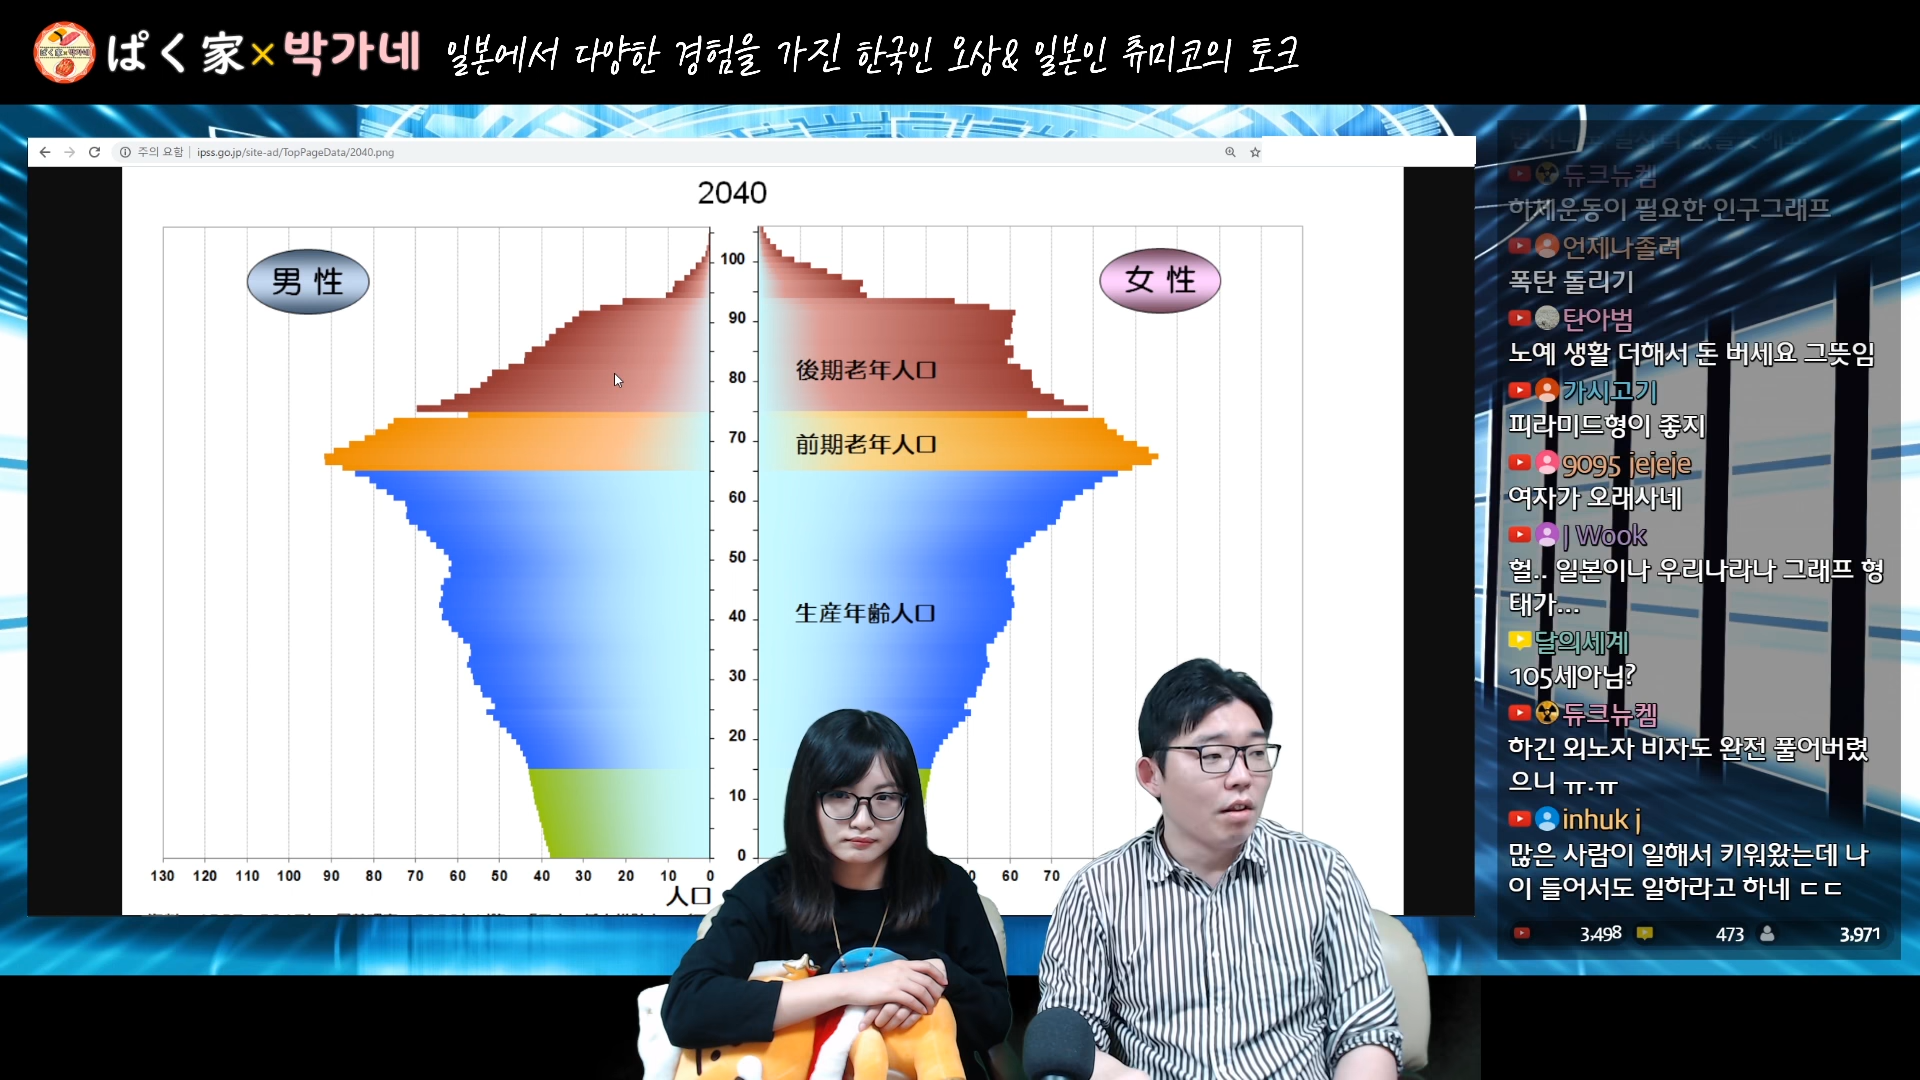 ぱく家×박가네 일본에서 다양한 경험을 가진 한국인 오상& 일본인 츄미코의 토크
주의 요함 | ipss.go.jp/site-ad/TopPageData/2040.png
2040
男性
女性
100
90
80
70
60
50
40
30
20
10
0
後期老年人口
前期老年人口
生産年齢人口
130 120 110 100 90 80 70 60 50 40 30 20 10 0
60 70
人口
듀크뉴켐
하체운동이 필요한 인구그래프
언제나졸려
폭탄 돌리기
탄아범
노예 생활 더해서 돈 버세요 그뜻임
가시고기
피라미드형이 좋지
9095 jejeje
여자가 오래사네
J Wook
헐.. 일본이나 우리나라나 그래프 형
태가...
달의세계
105세아님?
듀크뉴켐
하긴 외노자 비자도 완전 풀어버렸
으니 ㅠ.ㅠ
inhuk j
많은 사람이 일해서 키워왔는데 나
이 들어서도 일하라고 하네 ㄷㄷ
3,498 473 3,971